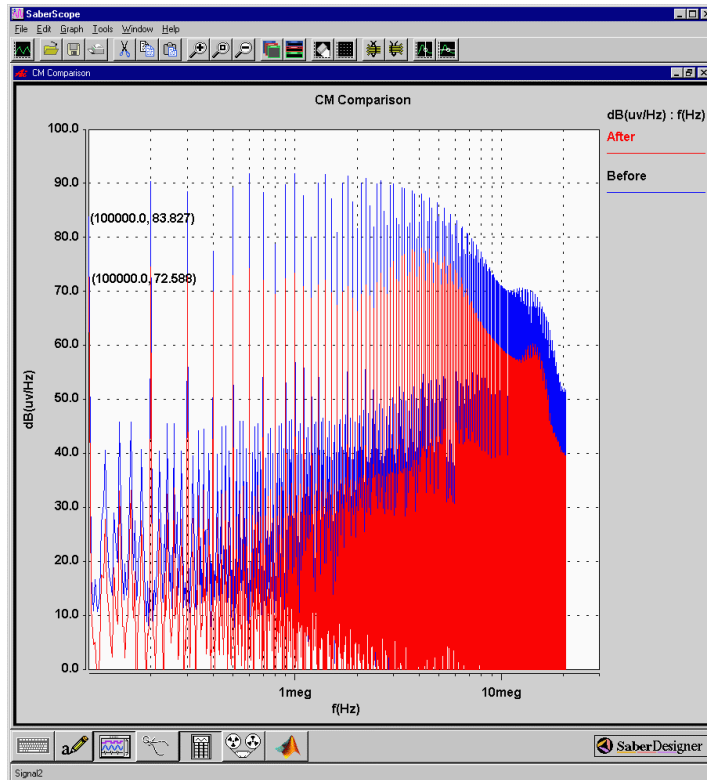 SaberScope
File Edit Graph Tools Window Help
CM Comparison
CM Comparison
dB(uv/Hz) : f(Hz)
After
Before
100.0
90.0
80.0
70.0
60.0
50.0
40.0
30.0
20.0
10.0
0.0
(100000.0, 83.827)
(100000.0, 72.588)
dB(uv/Hz)
1meg
10meg
f(Hz)
a
SaberDesigner
Signal2